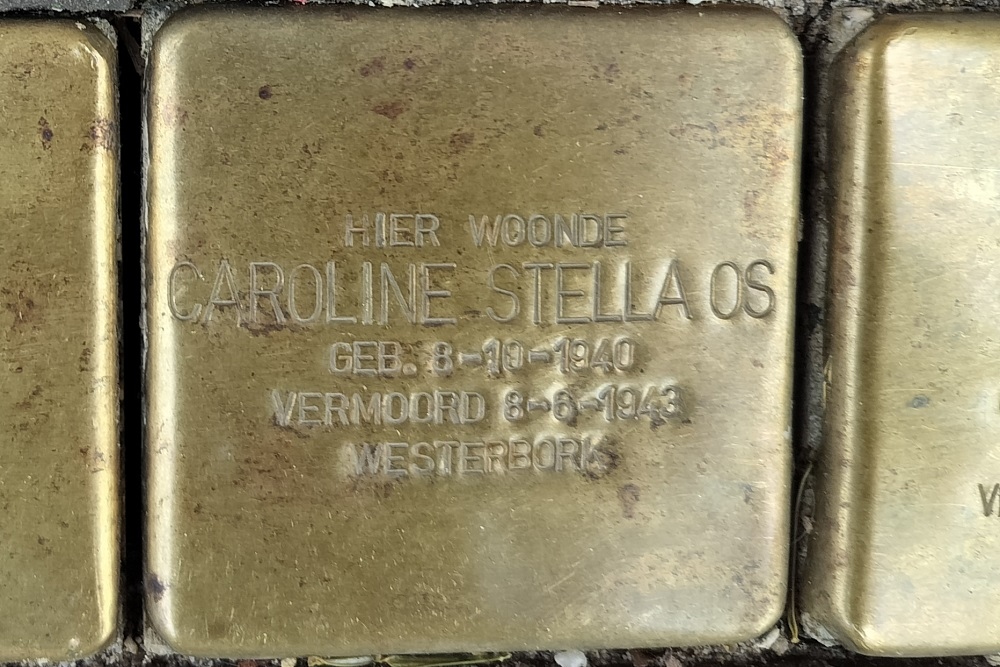 HIER WOONDE
CAROLINE STELLA OS
GEB. 8-10-1940
VERMOORD 8-6-1943
WESTERBORK